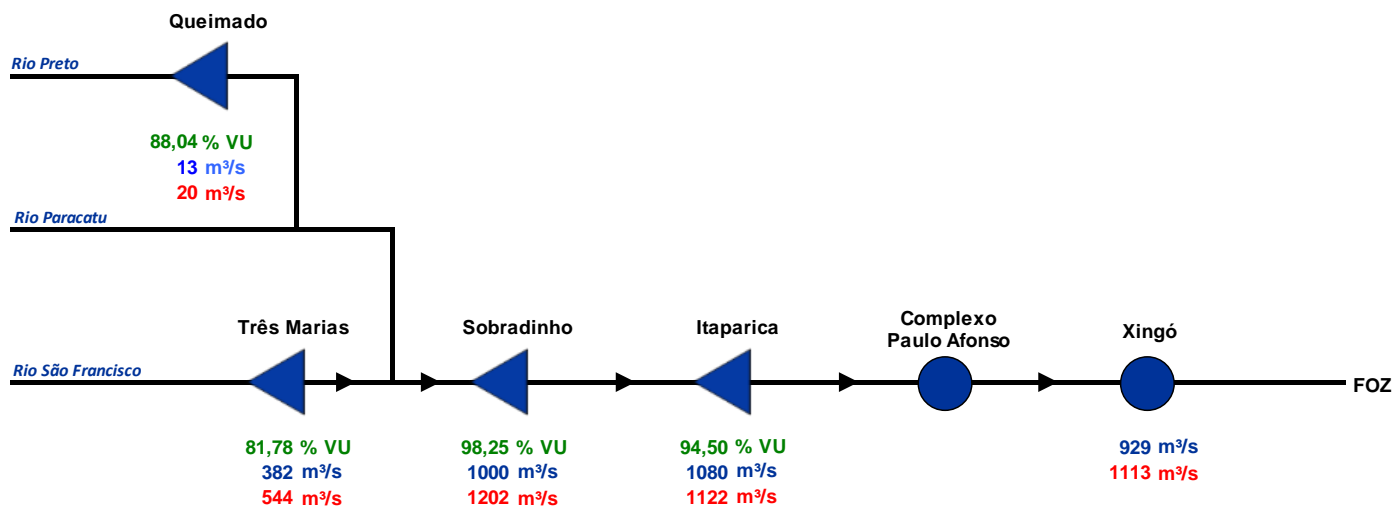 Queimado
Rio Preto
88,04 % VU
13 m³/s
20 m³/s
Rio Paracatu
Três Marias
Sobradinho
Itaparica
Complexo
Paulo Afonso
Xingó
Rio São Francisco
FOZ
81,78 % VU
382 m³/s
544 m³/s
98,25 % VU
1000 m³/s
1202 m³/s
94,50 % VU
1080 m³/s
1122 m³/s
929 m³/s
1113 m³/s